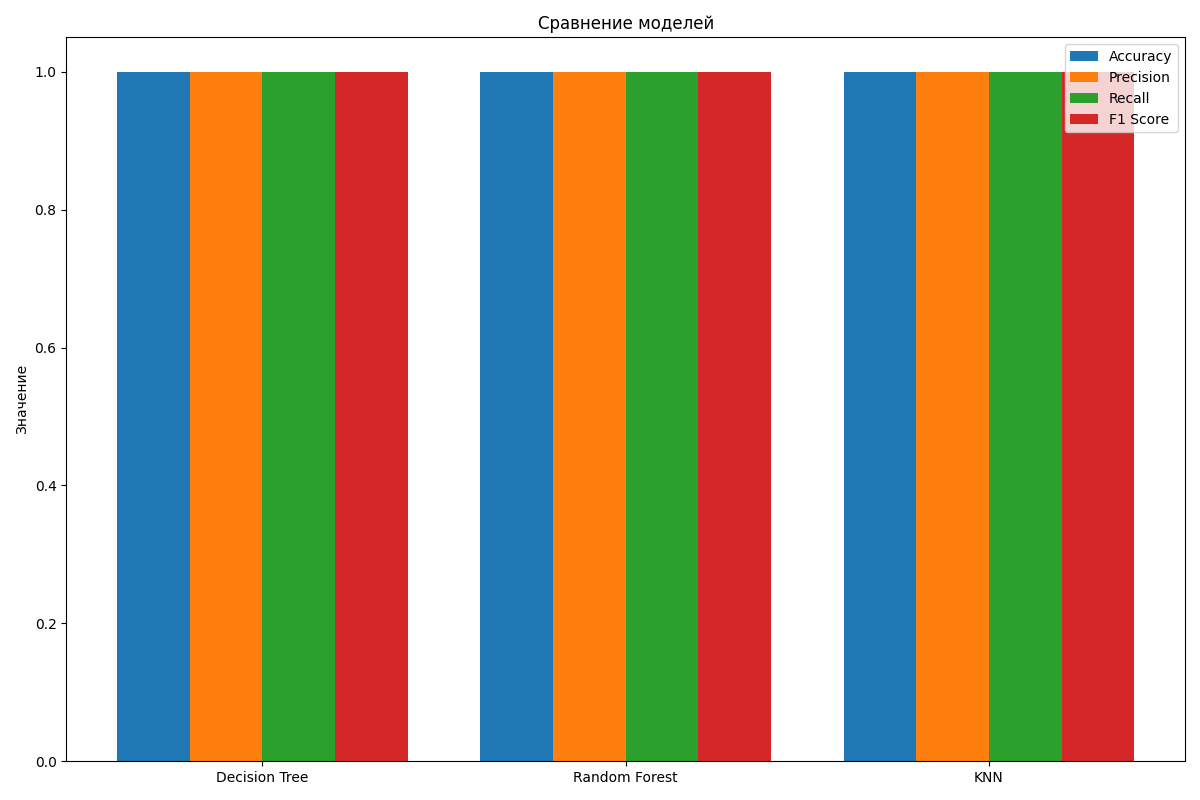 Сравнение моделей
Accuracy
Precision
Recall
F1 Score
1.0
0.8
0.6
0.4
0.2
0.0
Значение
Decision Tree
Random Forest
KNN